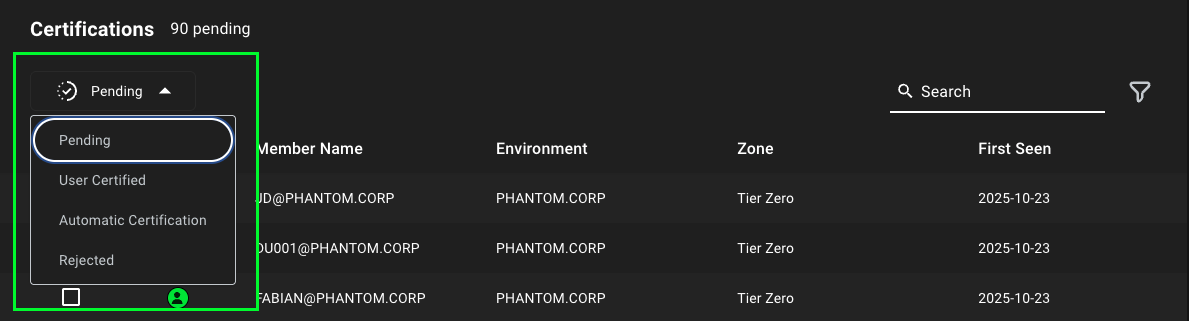 Certifications 90 pending
Pending
Search
Pending
User Certified
Automatic Certification
Rejected
Member Name Environment Zone First Seen
JD@PHANTOM.CORP PHANTOM.CORP Tier Zero 2025-10-23
OU001@PHANTOM.CORP PHANTOM.CORP Tier Zero 2025-10-23
FABIAN@PHANTOM.CORP PHANTOM.CORP Tier Zero 2025-10-23